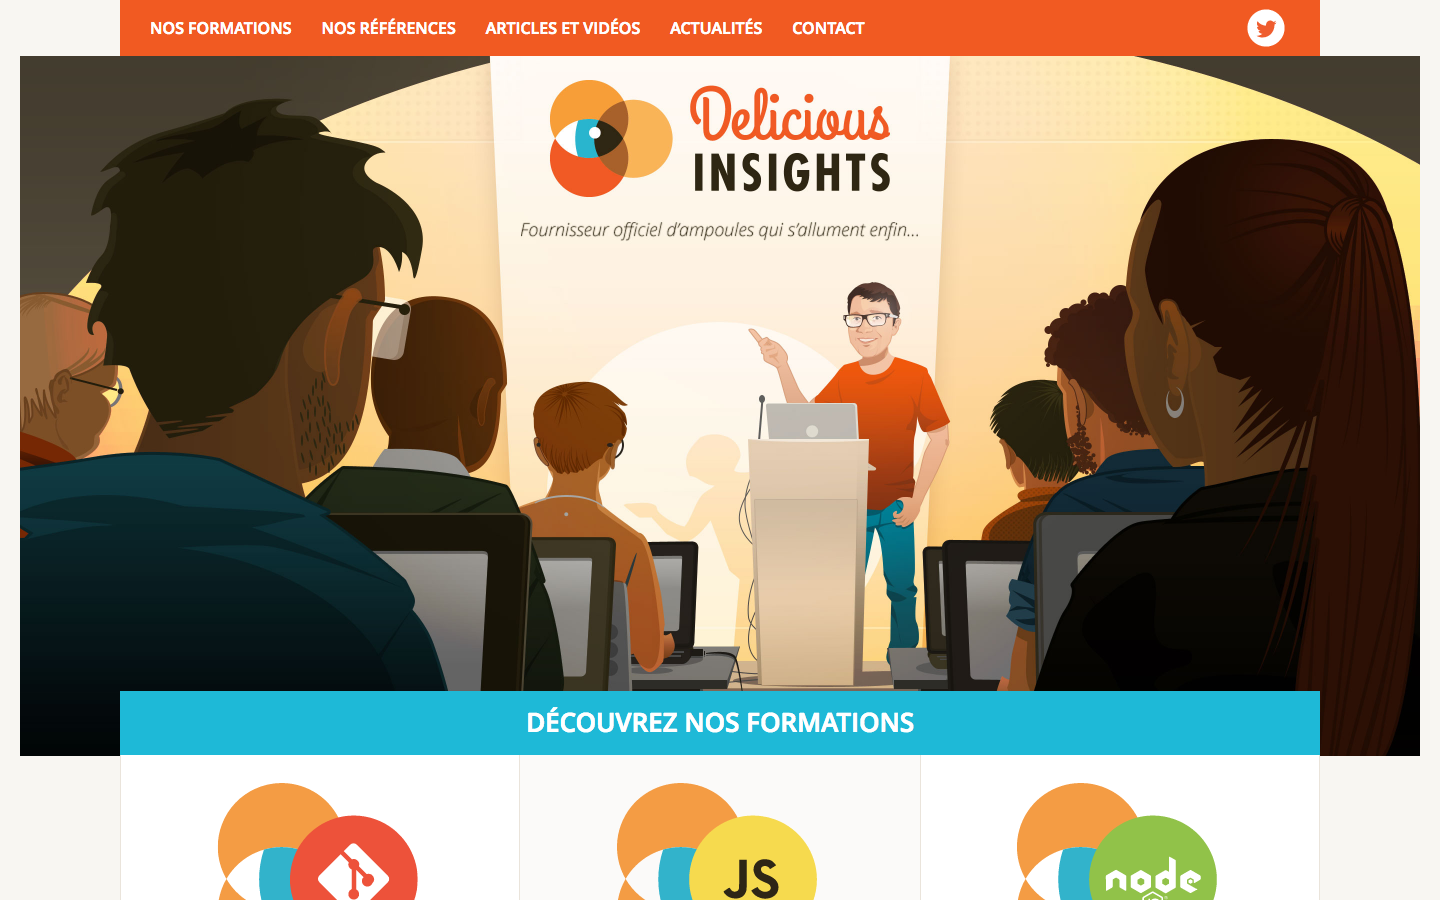 NOS FORMATIONS NOS RÉFÉRENCES ARTICLES ET VIDÉOS ACTUALITÉS CONTACT
Delicious
INSIGHTS
Fournisseur officiel d'ampoules qui s'allument enfin...
DÉCOUVREZ NOS FORMATIONS
JS
node